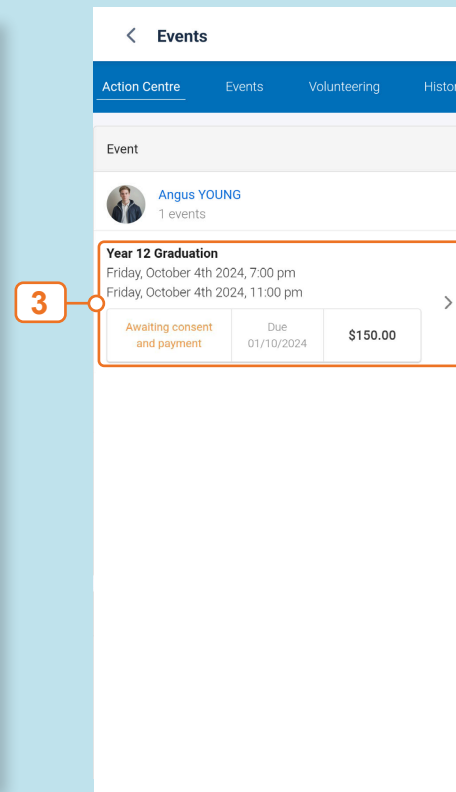 Events
Action Centre Events Volunteering Histor
Event
Angus YOUNG
1 events
Year 12 Graduation
Friday, October 4th 2024, 7:00 pm
Friday, October 4th 2024, 11:00 pm
3
Awaiting consent
and payment
Due
01/10/2024
$150.00